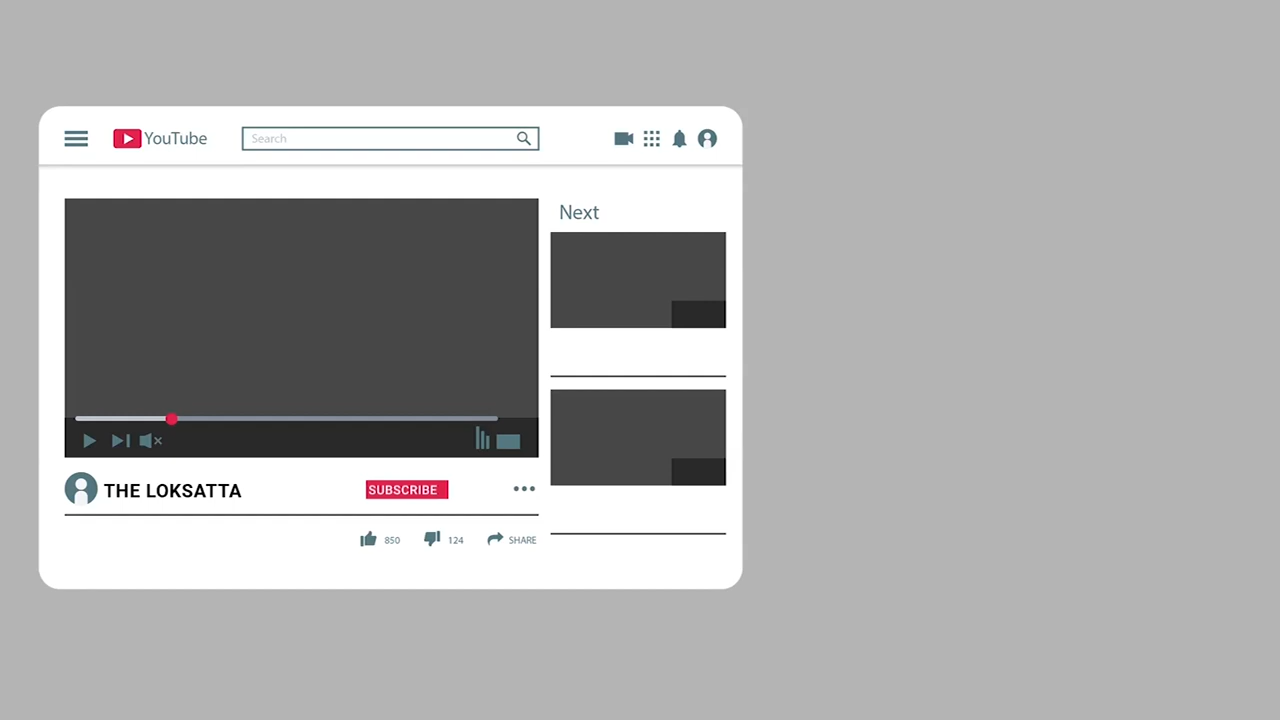 YouTube
Search
Next
THE LOKSATTA
SUBSCRIBE
850
124
SHARE